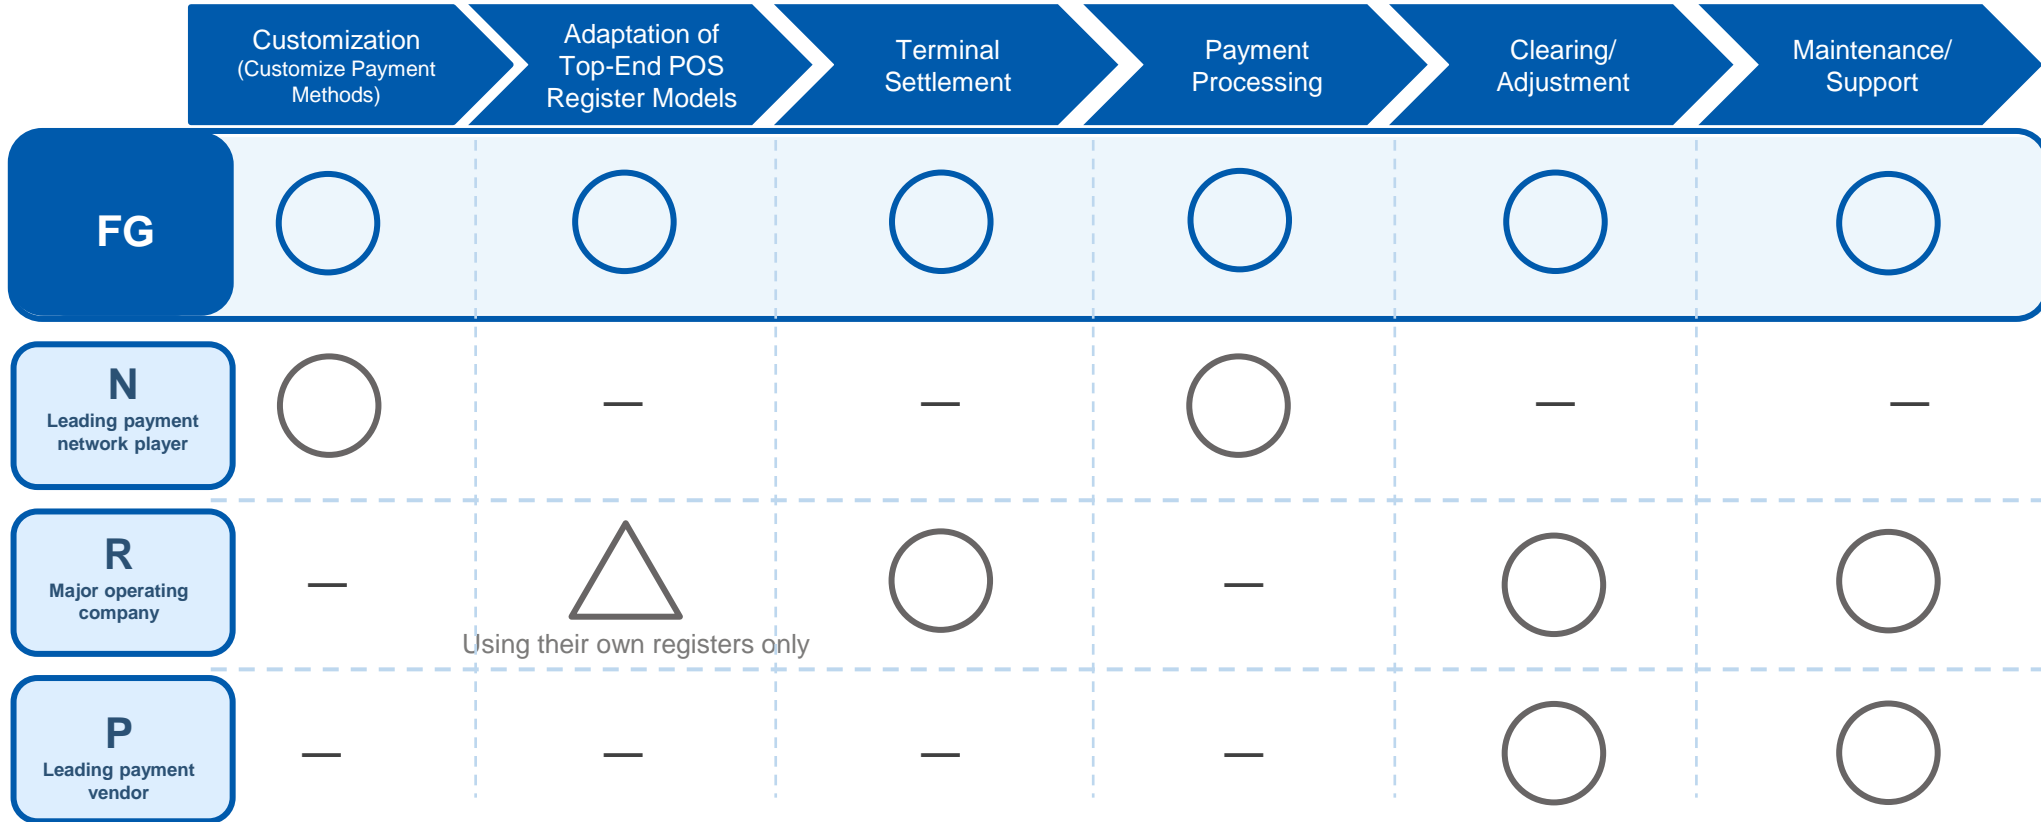 Customization
(Customize Payment
Methods)
Adaptation of
Top-End POS
Register Models
Terminal
Settlement
Payment
Processing
Clearing/
Adjustment
Maintenance/
Support
FG
N
Leading payment
network player
— — — —
R
Major operating
company
— —
Using their own registers only
P
Leading payment
vendor
— — — —